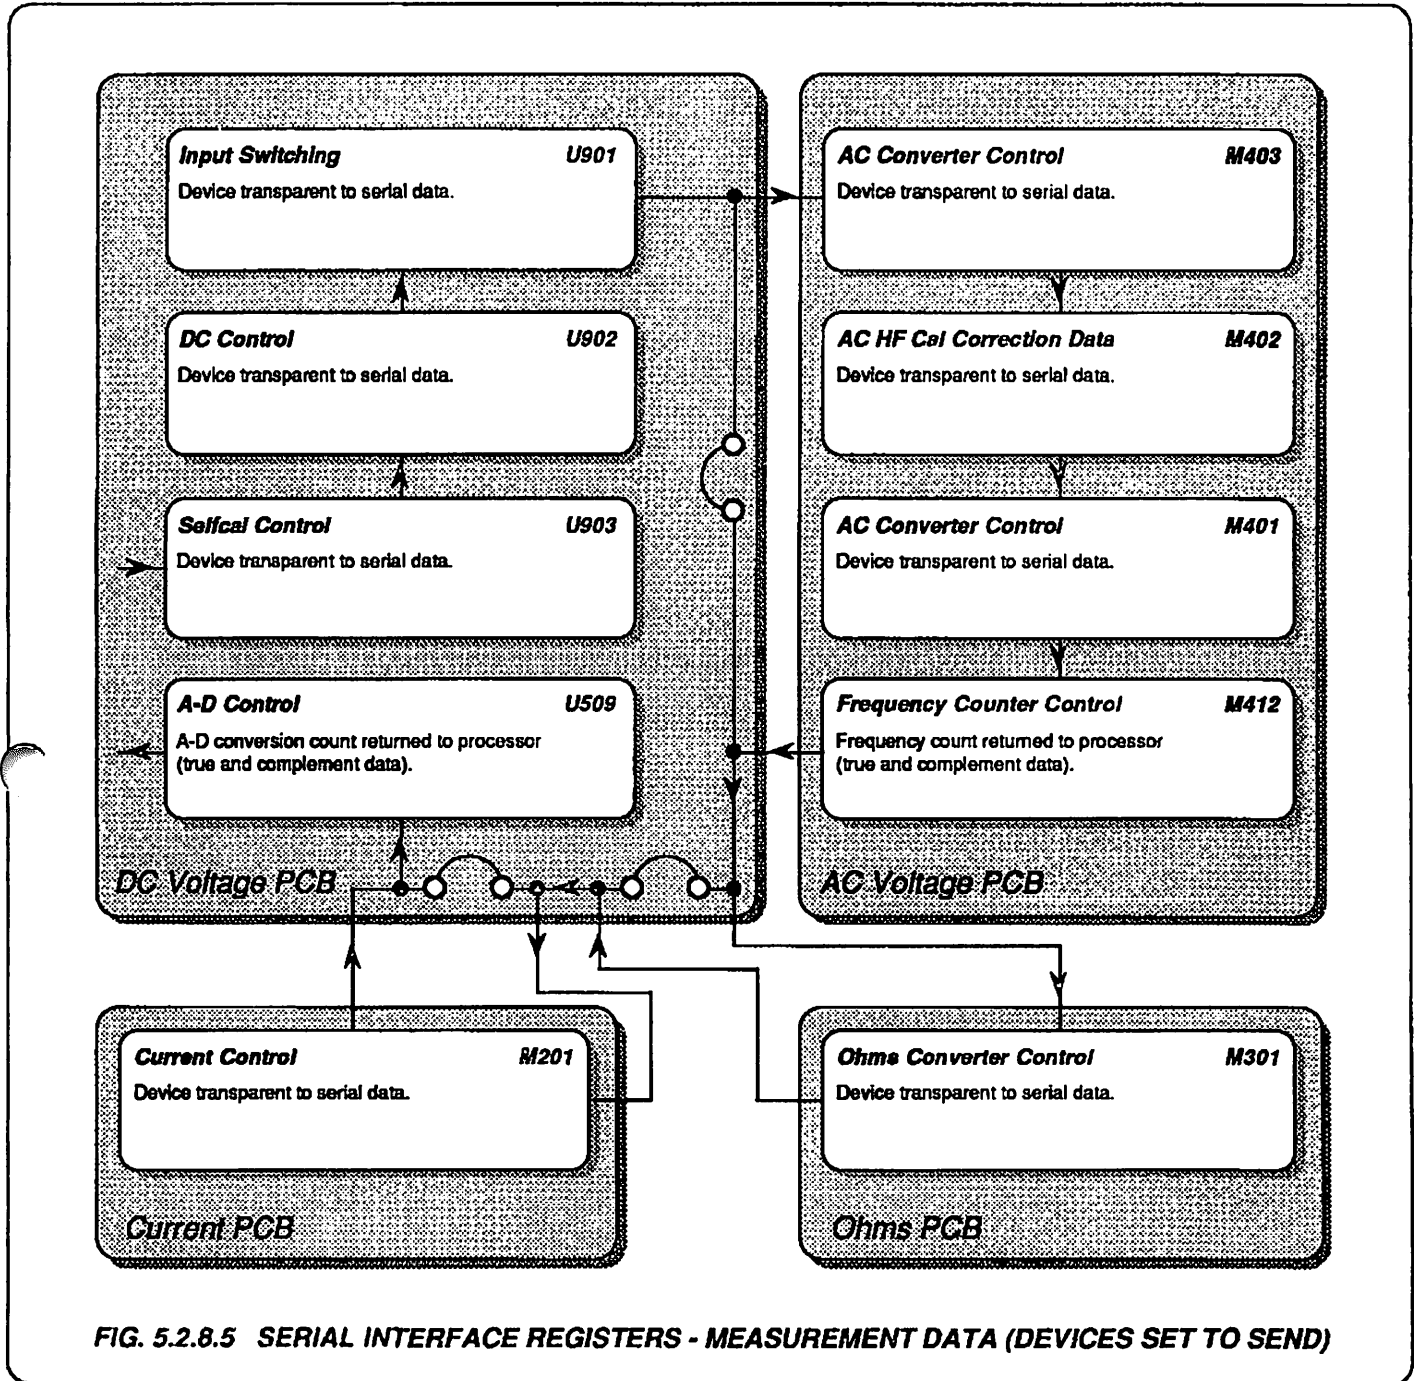 Input Switching U901
Device transparent to serial data.
DC Control U902
Device transparent to serial data.
Selfcal Control U903
Device transparent to serial data.
A-D Control U509
A-D conversion count returned to processor
(true and complement data).
DC Voltage PCB
AC Converter Control M403
Device transparent to serial data.
AC HF Cal Correction Data M402
Device transparent to serial data.
AC Converter Control M401
Device transparent to serial data.
Frequency Counter Control M412
Frequency count returned to processor
(true and complement data).
AC Voltage PCB
Current Control M201
Device transparent to serial data.
Current PCB
Ohms Converter Control M301
Device transparent to serial data.
Ohms PCB
FIG. 5.2.8.5 SERIAL INTERFACE REGISTERS - MEASUREMENT DATA (DEVICES SET TO SEND)